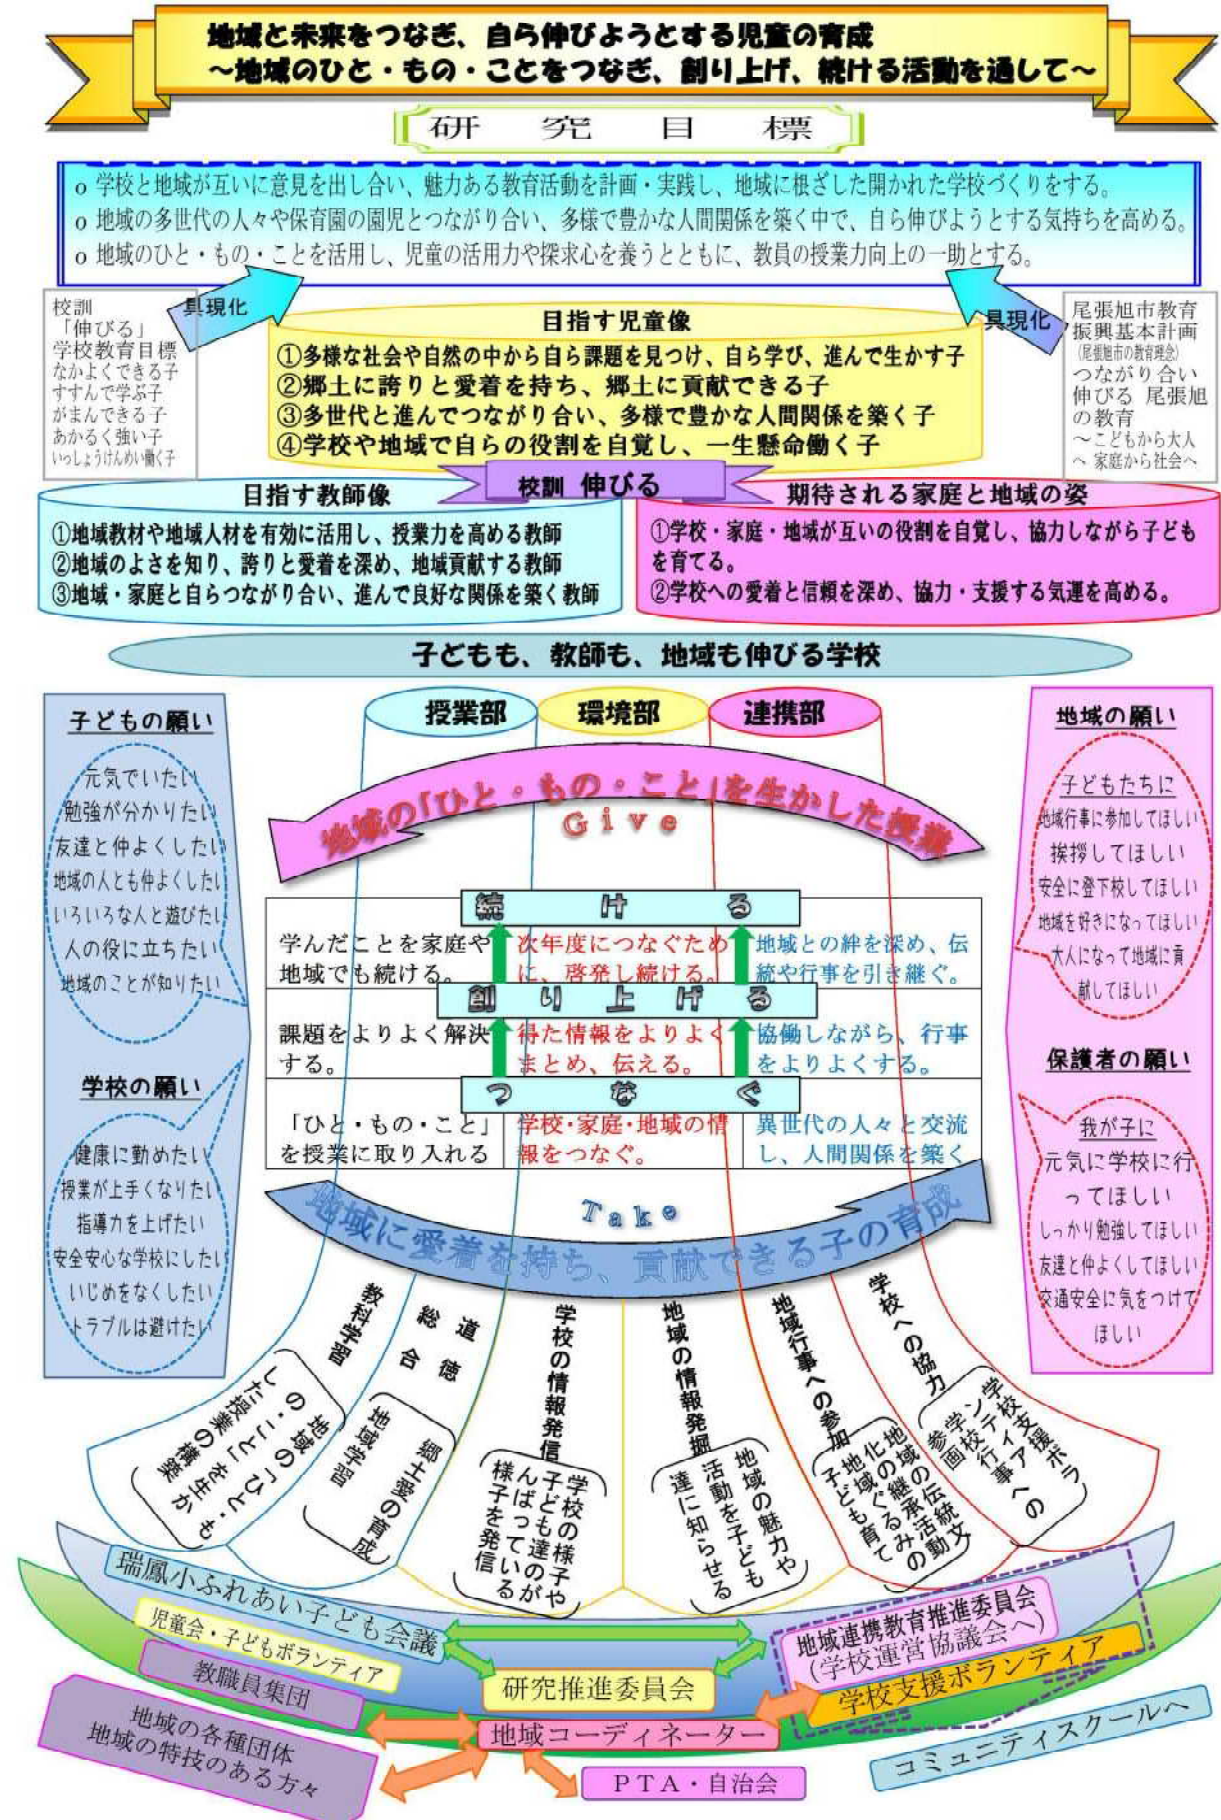 地域と未来をつなぎ、自ら伸びようとする児童の育成
～地域のひと・もの・ことをつなぎ、創り上げ、続ける活動を通して～
研究目標
o 学校と地域が互いに意見を出し合い、魅力ある教育活動を計画・実践し、地域に根ざした開かれた学校づくりをする。
o 地域の多世代の人々や保育園の園児とつながり合い、多様で豊かな人間関係を築く中で、自ら伸びようとする気持ちを高める。
o 地域のひと・もの・ことを活用し、児童の活用力や探求心を養うとともに、教員の授業力向上の一助とする。
校訓
「伸びる」
学校教育目標
なかよくできる子
すすんで学ぶ子
がまんできる子
あかるく強い子
いっしょうけんめい働く子
具現化
目指す児童像
①多様な社会や自然の中から自ら課題を見つけ、自ら学び、進んで生かす子
②郷土に誇りと愛着を持ち、郷土に貢献できる子
③多世代と進んでつながり合い、多様で豊かな人間関係を築く子
④学校や地域で自らの役割を自覚し、一生懸命働く子
具現化
尾張旭市教育
振興基本計画
(尾張旭市の教育理念)
つながり合い
伸びる 尾張旭
の教育
～こどもから大人
へ 家庭から社会へ
校訓 伸びる
目指す教師像
①地域教材や地域人材を有効に活用し、授業力を高める教師
②地域のよさを知り、誇りと愛着を深め、地域貢献する教師
③地域・家庭と自らつながり合い、進んで良好な関係を築く教師
期待される家庭と地域の姿
①学校・家庭・地域が互いの役割を自覚し、協力しながら子ども
を育てる。
②学校への愛着と信頼を深め、協力・支援する気運を高める。
子どもも、教師も、地域も伸びる学校
子どもの願い
元気でいたい
勉強が分かりたい
友達と仲よくしたい
地域の人とも仲よくしたい
いろいろな人と遊びたい
人の役に立ちたい
地域のことが知りたい
学校の願い
健康に勤めたい
授業が上手くなりたい
指導力を上げたい
安全安心な学校にしたい
いじめをなくしたい
トラブルは避けたい
授業部
環境部
連携部
地域の「ひと・もの・こと」を生かした授業
Give
続ける
学んだことを家庭や
地域でも続ける。
次年度につなぐため
に、啓発し続ける。
地域との絆を深め、伝
統や行事を引き継ぐ。
創り上げる
課題をよりよく解決
する。
得た情報をよりよく
まとめ、伝える。
協働しながら、行事
をよりよくする。
つなぐ
「ひと・もの・こと」
を授業に取り入れる
学校・家庭・地域の情
報をつなぐ。
異世代の人々と交流
し、人間関係を築く
Take
地域に愛着を持ち、貢献できる子の育成
地域の願い
子どもたちに
地域行事に参加してほしい
挨拶してほしい
安全に登下校してほしい
地域を好きになってほしい
大人になって地域に貢
献してほしい
保護者の願い
我が子に
元気に学校に行
ってほしい
しっかり勉強してほしい
友達と仲よくしてほしい
交通安全に気をつけて
ほしい
教科学習
地域の「ひと・も
の・こと」を生か
した授業の構築
道徳
総合
郷土愛の育成
地域学習
学校の情報発信
学校の様子や
子ども達のが
んばっている
様子を発信
地域の情報発掘
地域の魅力や
活動を子ども
達に知らせる
地域行事への参加
地域の伝統文
化の継承活動
地域ぐるみの
子ども育て
学校への協力
学校支援ボラ
ンティア
学校行事への
参画
瑞鳳小ふれあい子ども会議
児童会・子どもボランティア
教職員集団
地域の各種団体
地域の特技のある方々
研究推進委員会
地域コーディネーター
PTA・自治会
地域連携教育推進委員会
(学校運営協議会へ)
学校支援ボランティア
コミュニティスクールへ